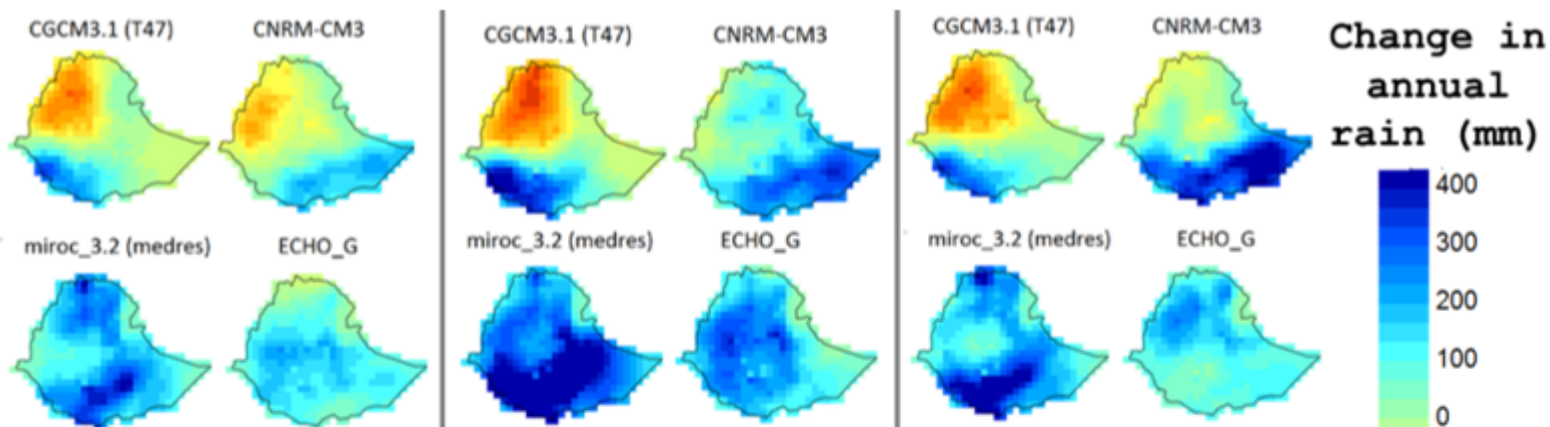 CGCM3.1 (T47) CNRM-CM3
miroc_3.2 (medres) ECHO_G
CGCM3.1 (T47) CNRM-CM3
miroc_3.2 (medres) ECHO_G
CGCM3.1 (T47) CNRM-CM3
miroc_3.2 (medres) ECHO_G
Change in
annual
rain (mm)
400
300
200
100
0